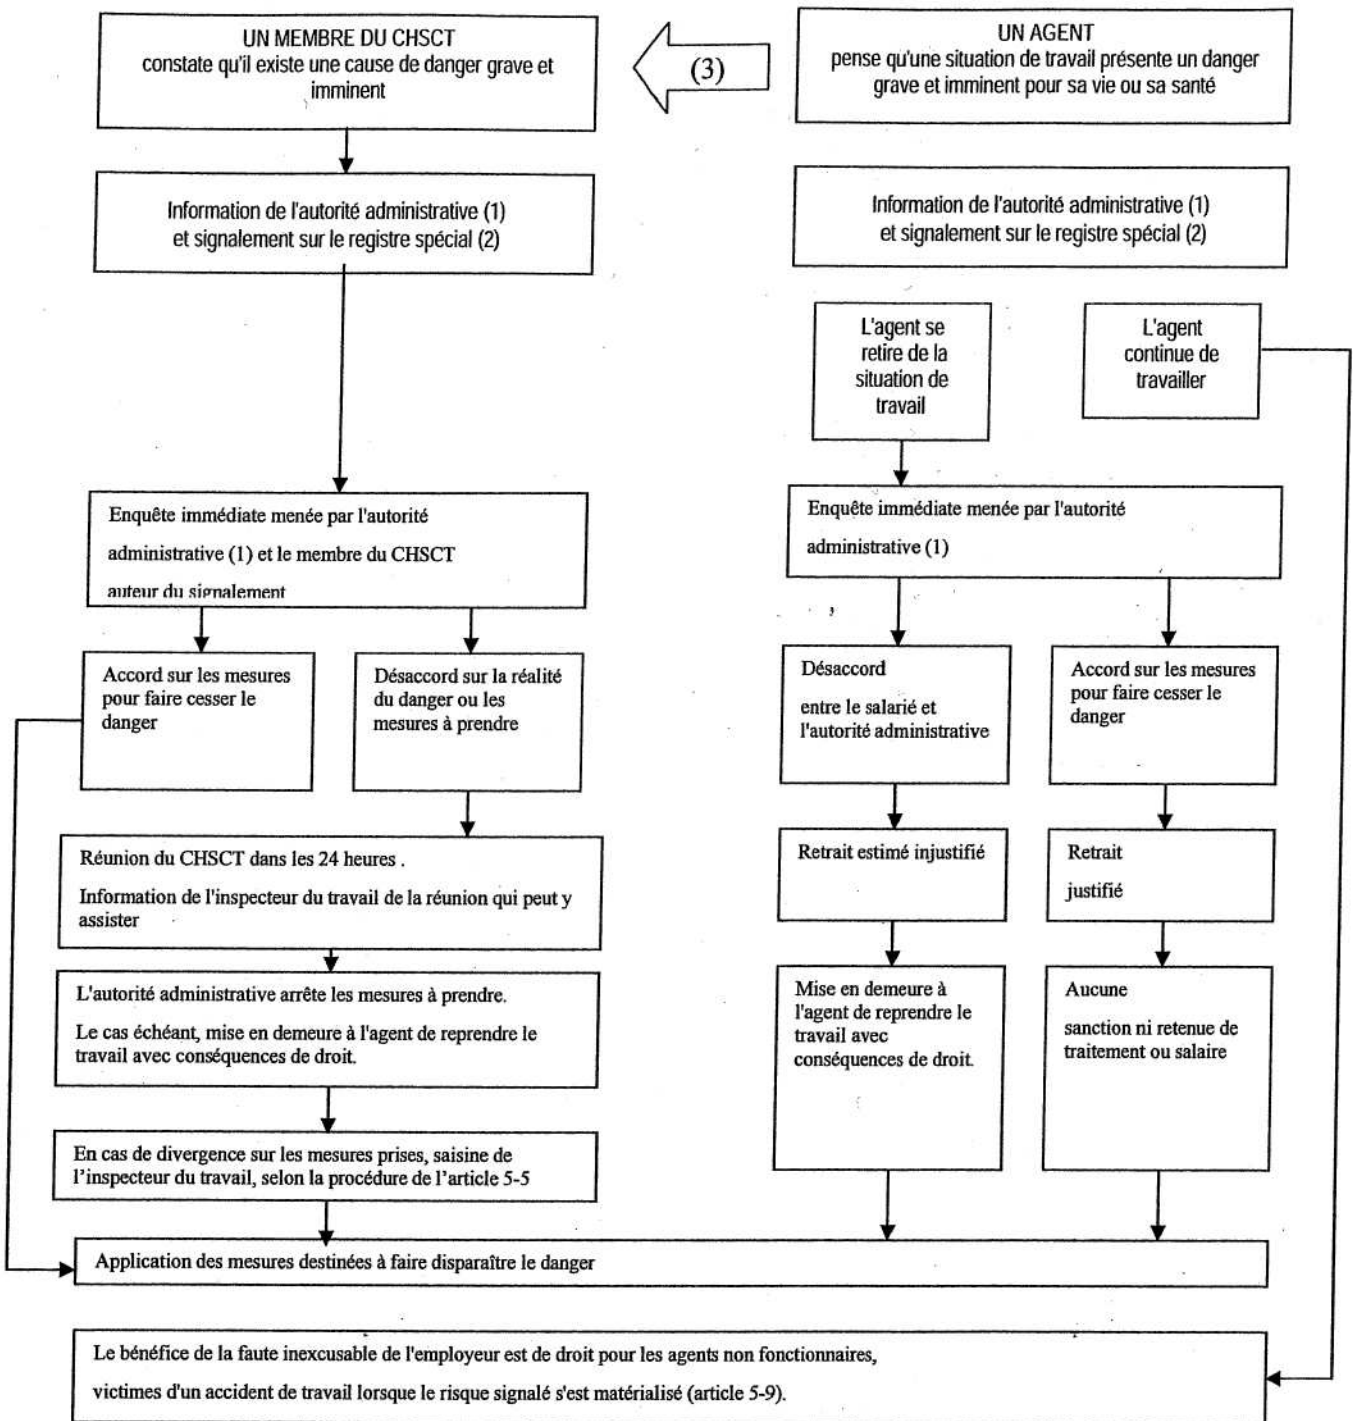 UN MEMBRE DU CHSCT
constate qu'il existe une cause de danger grave et
imminent
(3)
UN AGENT
pense qu'une situation de travail présente un danger
grave et imminent pour sa vie ou sa santé
Information de l'autorité administrative (1)
et signalement sur le registre spécial (2)
Information de l'autorité administrative (1)
et signalement sur le registre spécial (2)
L'agent se
retire de la
situation de
travail
L'agent
continue de
travailler
Enquête immédiate menée par l'autorité
administrative (1) et le membre du CHSCT
auteur du signalement
Enquête immédiate menée par l'autorité
administrative (1)
Accord sur les mesures
pour faire cesser le
danger
Désaccord sur la réalité
du danger ou les
mesures à prendre
Désaccord
entre le salarié et
l'autorité administrative
Accord sur les mesures
pour faire cesser le
danger
Réunion du CHSCT dans les 24 heures .
Information de l'inspecteur du travail de la réunion qui peut y
assister
Retrait estimé injustifié
Retrait
justifié
L'autorité administrative arrête les mesures à prendre.
Le cas échéant, mise en demeure à l'agent de reprendre le
travail avec conséquences de droit.
Mise en demeure à
l'agent de reprendre le
travail avec
conséquences de droit.
Aucune
sanction ni retenue de
traitement ou salaire
En cas de divergence sur les mesures prises, saisine de
l’inspecteur du travail, selon la procédure de l’article 5-5
Application des mesures destinées à faire disparaître le danger
Le bénéfice de la faute inexcusable de l'employeur est de droit pour les agents non fonctionnaires,
victimes d'un accident de travail lorsque le risque signalé s'est matérialisé (article 5-9).